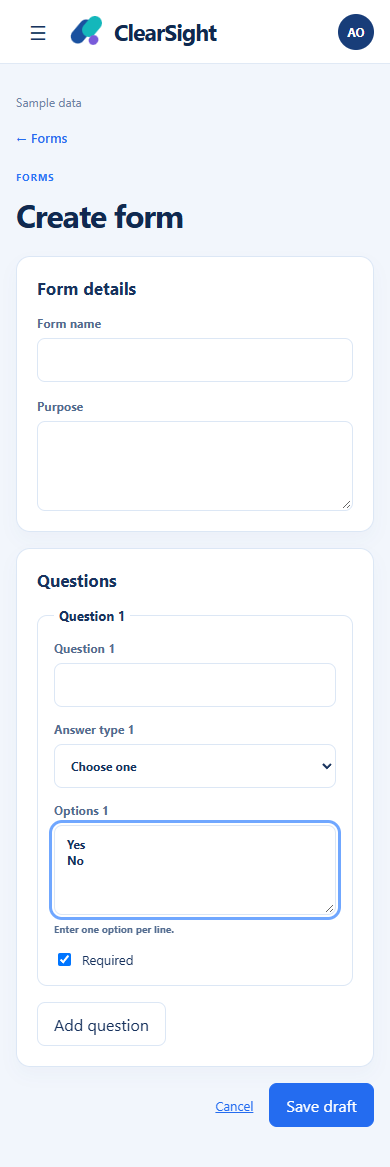 ☰ ClearSight AO
Sample data
← Forms
FORMS
Create form
Form details
Form name
Purpose
Questions
Question 1
Question 1
Answer type 1
Choose one
Options 1
Yes
No
Enter one option per line.
Required
Add question
Cancel Save draft